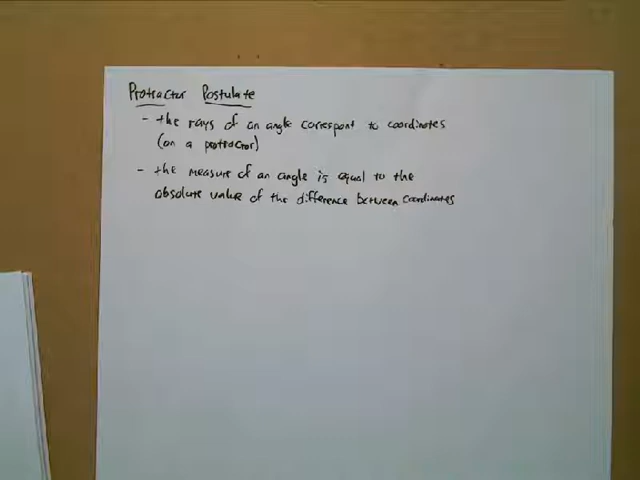 Protractor Postulate
- the rays of an angle correspont to coordinates
(on a protractor)
- the measure of an angle is equal to the
absolute value of the difference between coordinates